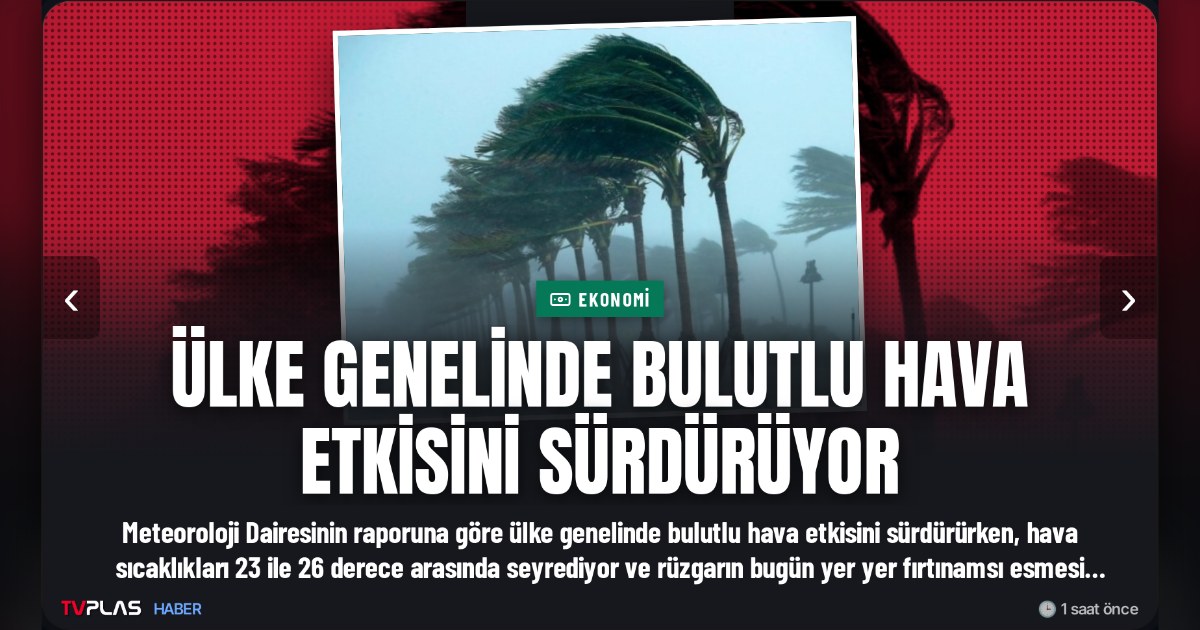 EKONOMİ
ÜLKE GENELİNDE BULUTLU HAVA
ETKİSİNİ SÜRDÜRÜYOR
Meteoroloji Dairesinin raporuna göre ülke genelinde bulutlu hava etkisini sürdürürken, hava
sıcaklıkları 23 ile 26 derece arasında seyrediyor ve rüzgarın bugün yer yer fırtınamsı esmesi...
TVPLAS HABER
1 saat önce